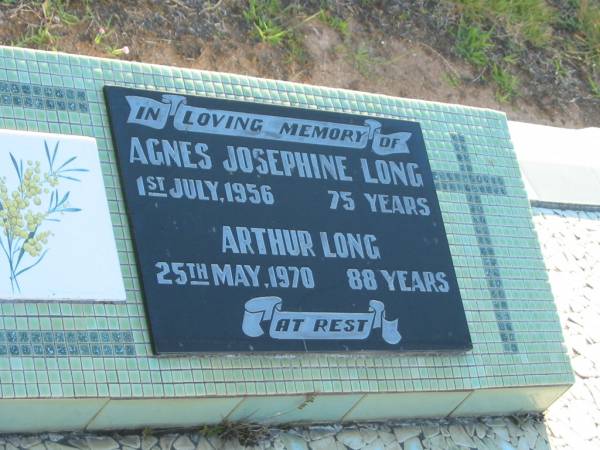 IN LOVING MEMORY OF
AGNES JOSEPHINE LONG
1ST JULY, 1956 75 YEARS
ARTHUR LONG
25TH MAY, 1970 88 YEARS
AT REST